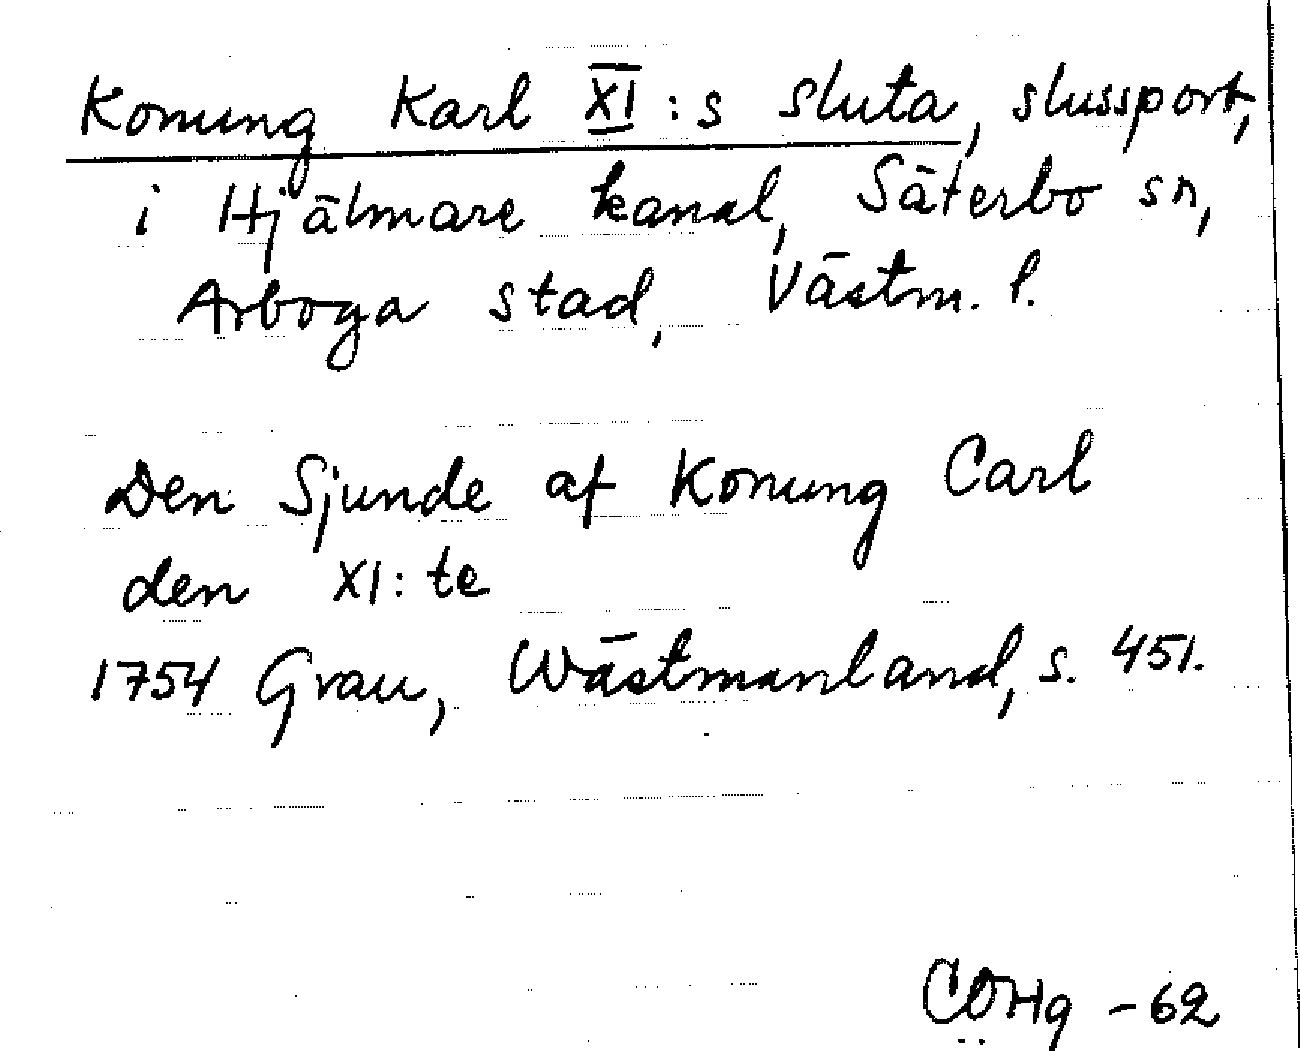 Konung Karl XI:s sluta, slussport,
i Hjälmare kanal, Säterbo sn,
Arboga stad, Västm. l.
Den Sjunde af Konung Carl
den XI:te
1754 Grau, Wästmanland, s. 451.
COHg -62